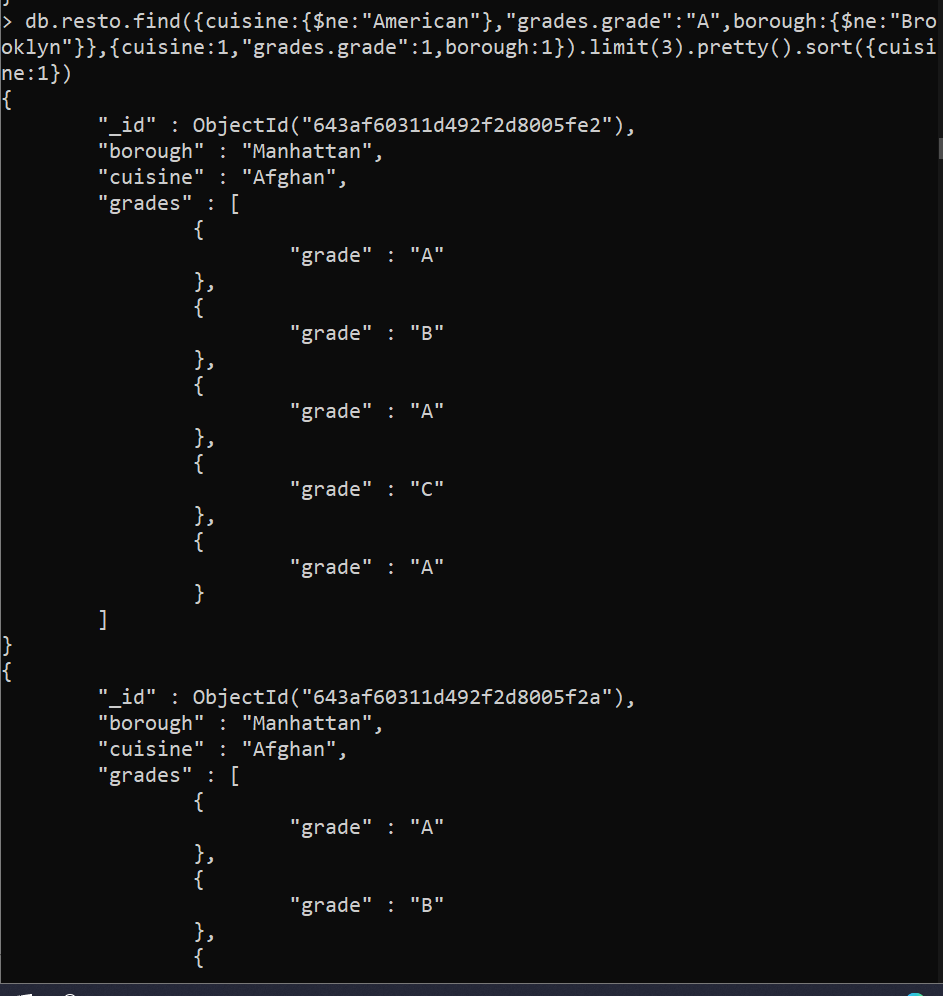 > db.resto.find({cuisine:{$ne:"American"},"grades.grade":"A",borough:{$ne:"Bro
oklyn"}},{cuisine:1,"grades.grade":1,borough:1}).limit(3).pretty().sort({cuisi
ne:1})
{
        "_id" : ObjectId("643af60311d492f2d8005fe2"),
        "borough" : "Manhattan",
        "cuisine" : "Afghan",
        "grades" : [
                {
                        "grade" : "A"
                },
                {
                        "grade" : "B"
                },
                {
                        "grade" : "A"
                },
                {
                        "grade" : "C"
                },
                {
                        "grade" : "A"
                }
        ]
}
{
        "_id" : ObjectId("643af60311d492f2d8005f2a"),
        "borough" : "Manhattan",
        "cuisine" : "Afghan",
        "grades" : [
                {
                        "grade" : "A"
                },
                {
                        "grade" : "B"
                },
                {